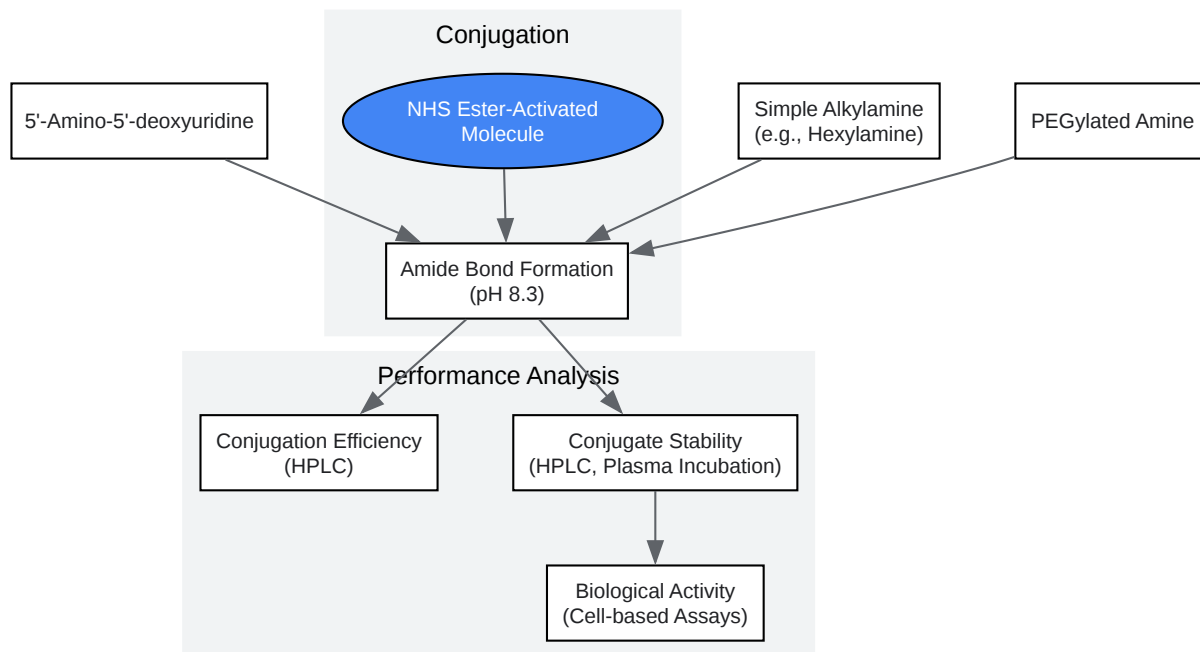 Conjugation
5'-Amino-5'-deoxyuridine
NHS Ester-Activated
Molecule
Simple Alkylamine
(e.g., Hexylamine)
PEGylated Amine
Amide Bond Formation
(pH 8.3)
Performance Analysis
Conjugation Efficiency
(HPLC)
Conjugate Stability
(HPLC, Plasma Incubation)
Biological Activity
(Cell-based Assays)